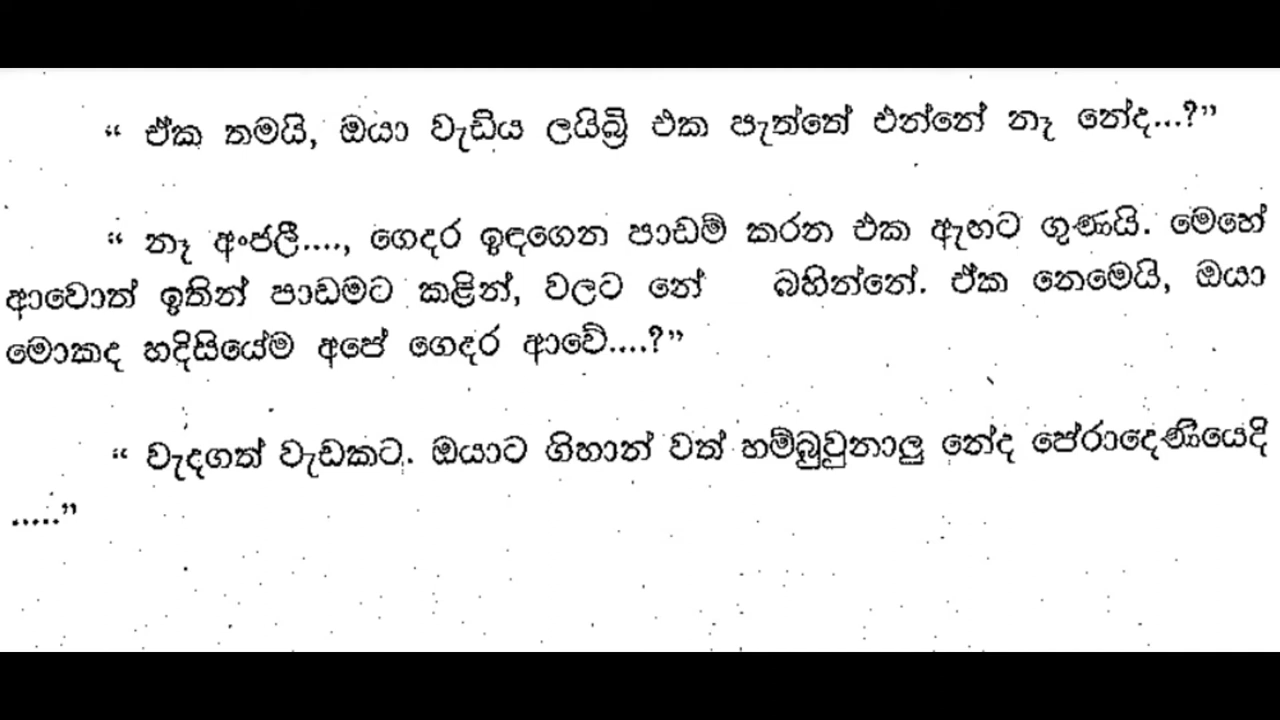 “ ඒක තමයි, ඔයා වැඩිය ලයිබ්‍රි එක පැත්තේ එන්නේ නෑ නේද...?”
“ නෑ අංජලී...., ගෙදර ඉඳගෙන පාඩම් කරන එක ඇඟට ගුණයි. මෙහේ
ආවොත් ඉතින් පාඩමට කළින්, වලට නේ බහින්නේ. ඒක නෙමෙයි, ඔයා
මොකද හදිසියේම අපේ ගෙදර ආවේ....?”
“ වැදගත් වැඩකට. ඔයාට ගිහාන් වත් හම්බුවුනාලු නේද පේරාදෙණියෙදි
.....”